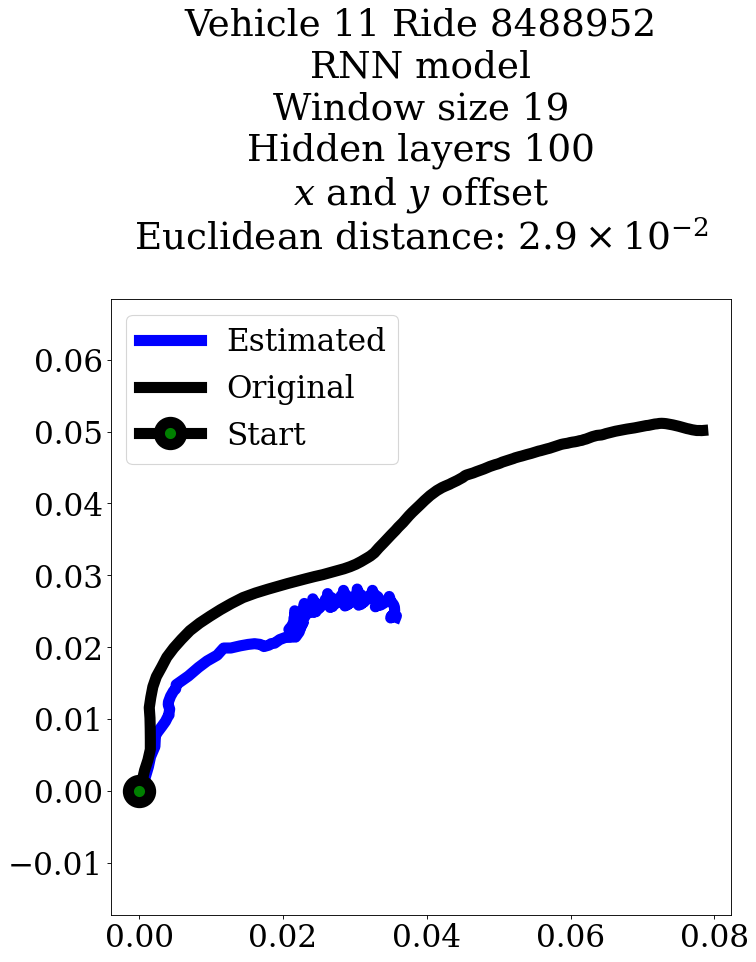 Vehicle 11 Ride 8488952
RNN model
Window size 19
Hidden layers 100
x and y offset
Euclidean distance: 2.9 × 10⁻²
Estimated
Original
Start
0.06
0.05
0.04
0.03
0.02
0.01
0.00
−0.01
0.00 0.02 0.04 0.06 0.08